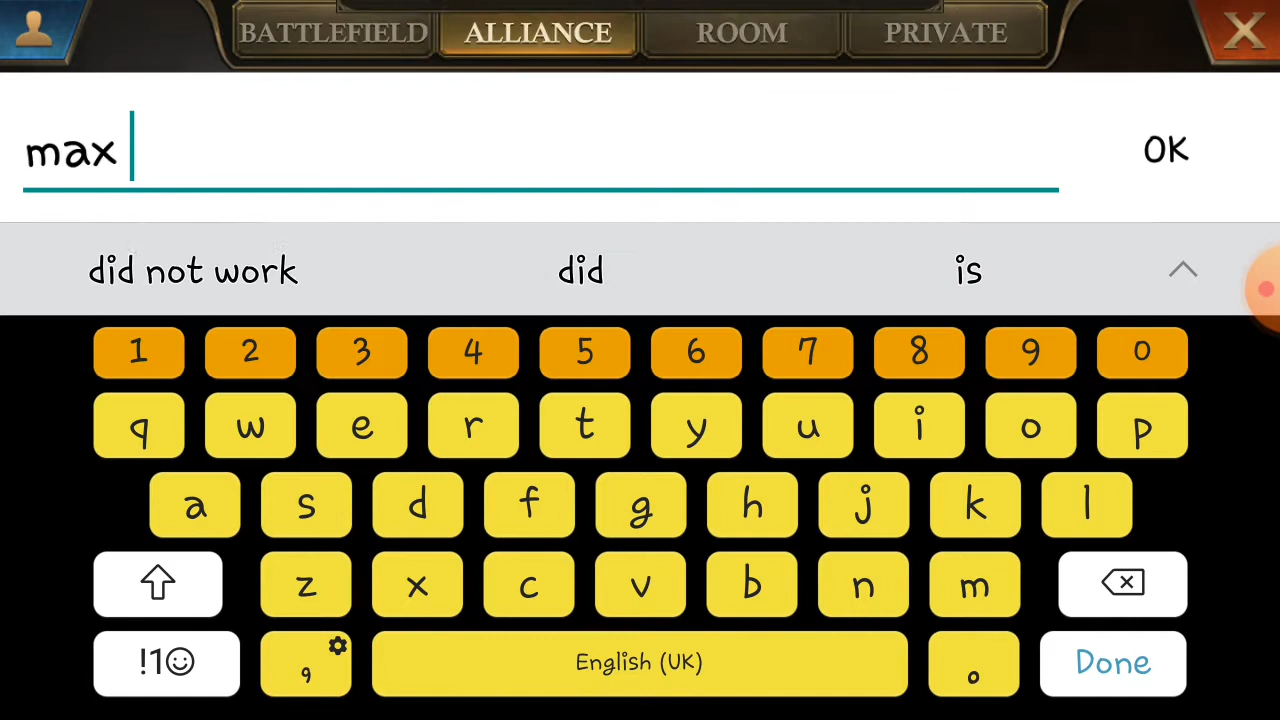 BATTLEFIELD ALLIANCE ROOM PRIVATE X
max OK
did not work did is
1 2 3 4 5 6 7 8 9 0
q w e r t y u i o p
a s d f g h j k l
z x c v b n m
!1☺ , English (UK) . Done